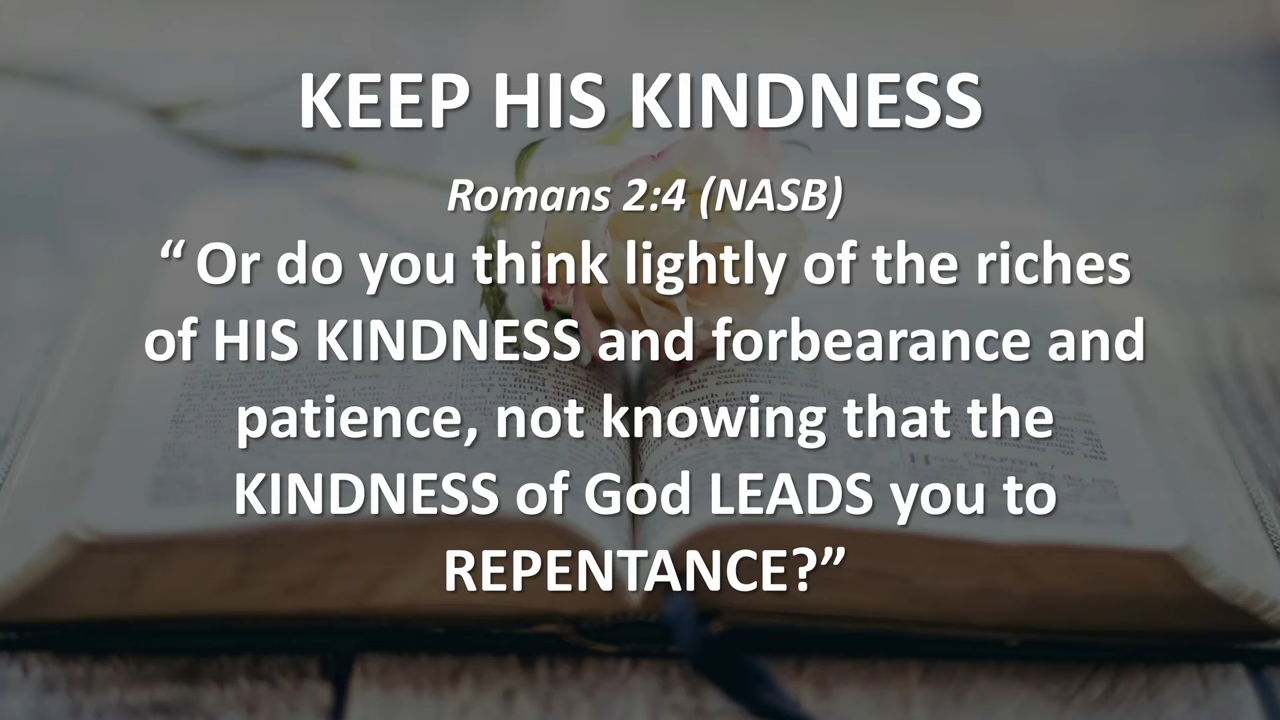 KEEP HIS KINDNESS
Romans 2:4 (NASB)
“ Or do you think lightly of the riches
of HIS KINDNESS and forbearance and
patience, not knowing that the
KINDNESS of God LEADS you to
REPENTANCE?”
CHAPTER